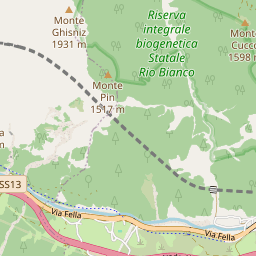 Monte
Ghisniz
1931 m
Riserva
integrale
biogenetica
Statale
Rio Bianco
Cucco
1598 m
Monte
Pin
1517 m
SS13
Via Fella
Via Fella